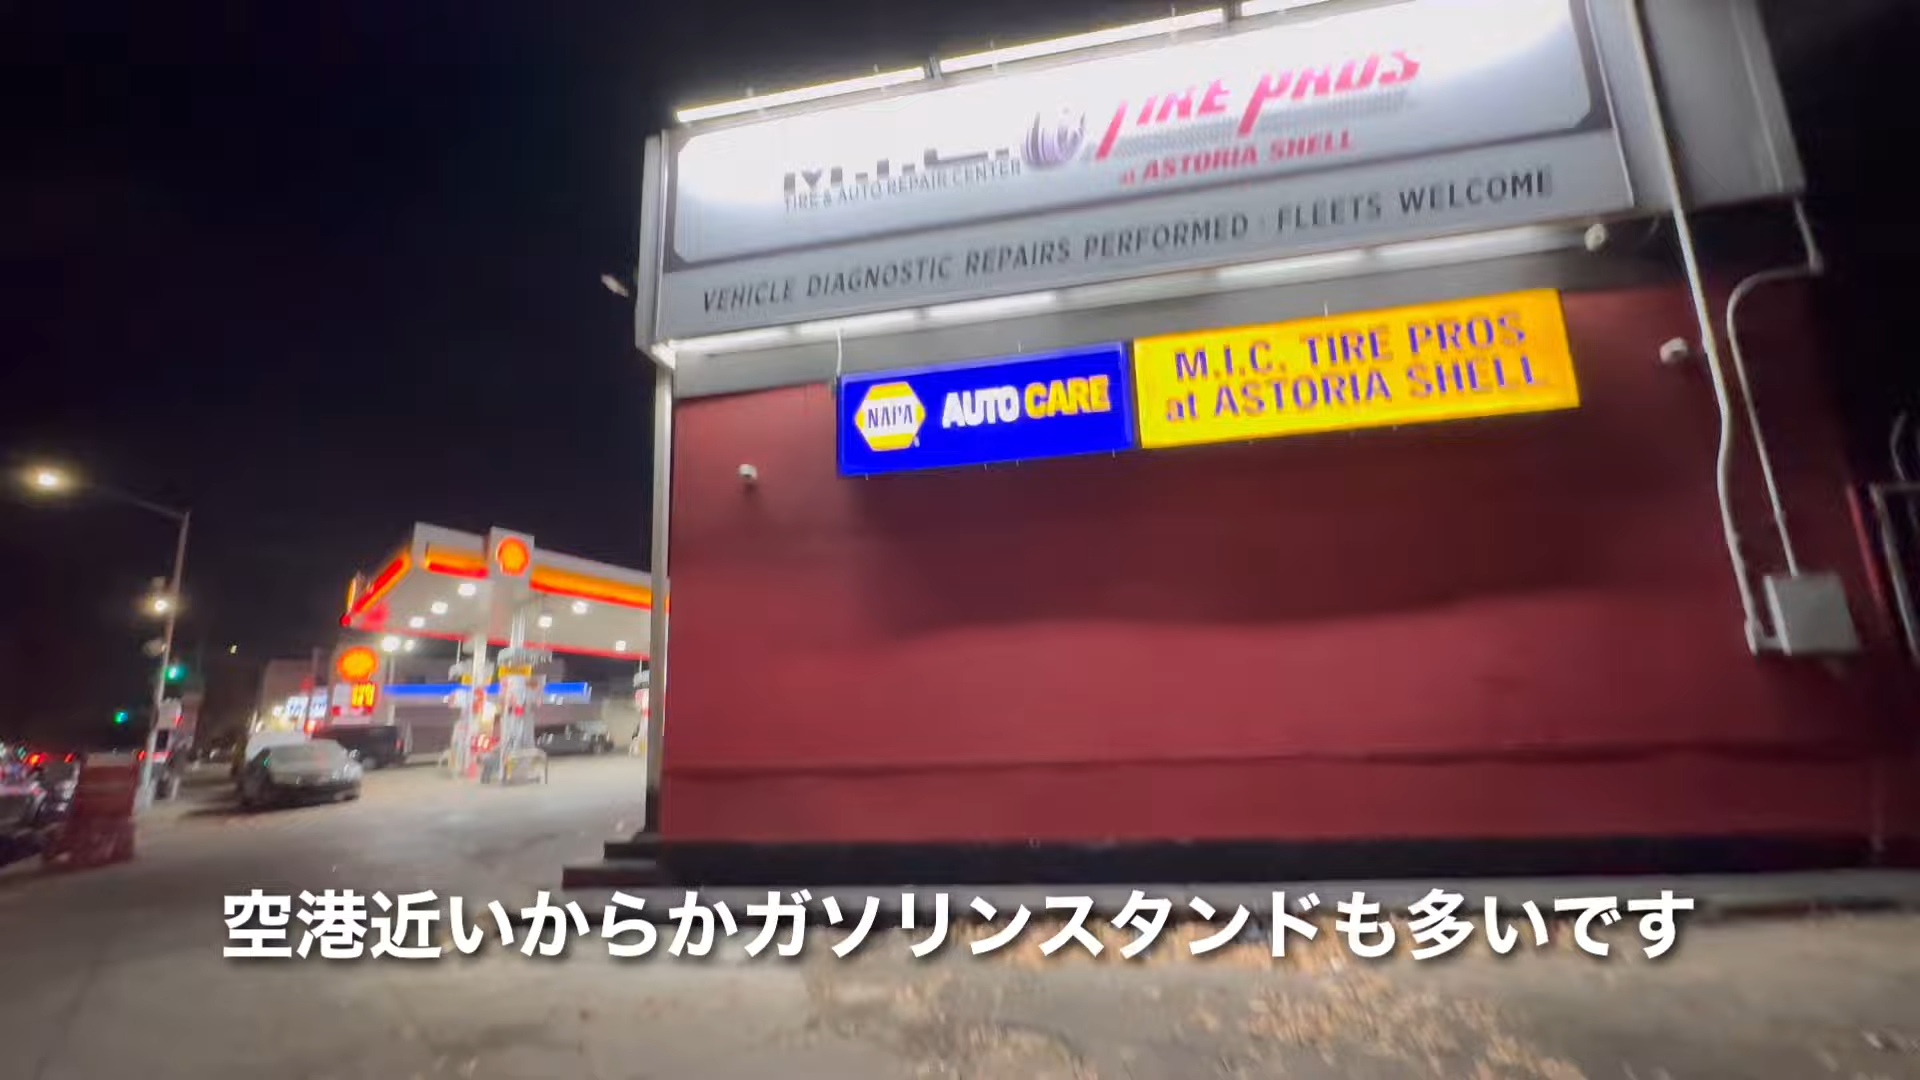 M.I.C.
TIRE & AUTO REPAIR CENTER
TIRE PROS
at ASTORIA SHELL
VEHICLE DIAGNOSTIC REPAIRS PERFORMED · FLEETS WELCOME
NAPA AUTO CARE
M.I.C. TIRE PROS
at ASTORIA SHELL
空港近いからかガソリンスタンドも多いです